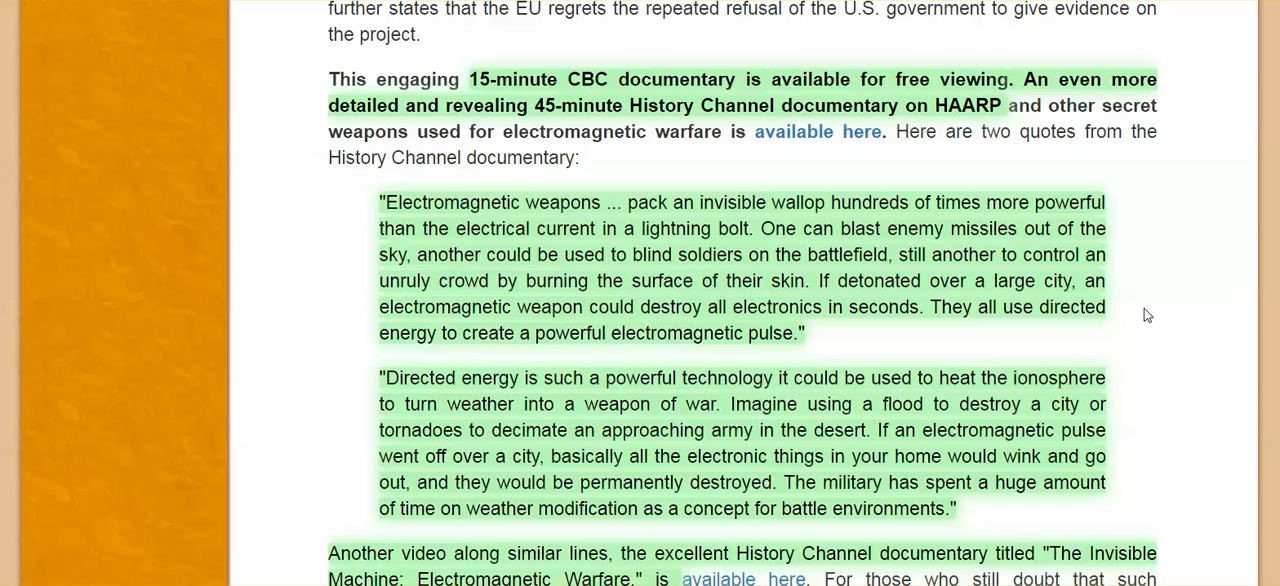 further states that the EU regrets the repeated refusal of the U.S. government to give evidence on
the project.
This engaging 15-minute CBC documentary is available for free viewing. An even more
detailed and revealing 45-minute History Channel documentary on HAARP and other secret
weapons used for electromagnetic warfare is available here. Here are two quotes from the
History Channel documentary:
"Electromagnetic weapons ... pack an invisible wallop hundreds of times more powerful
than the electrical current in a lightning bolt. One can blast enemy missiles out of the
sky, another could be used to blind soldiers on the battlefield, still another to control an
unruly crowd by burning the surface of their skin. If detonated over a large city, an
electromagnetic weapon could destroy all electronics in seconds. They all use directed
energy to create a powerful electromagnetic pulse."
"Directed energy is such a powerful technology it could be used to heat the ionosphere
to turn weather into a weapon of war. Imagine using a flood to destroy a city or
tornadoes to decimate an approaching army in the desert. If an electromagnetic pulse
went off over a city, basically all the electronic things in your home would wink and go
out, and they would be permanently destroyed. The military has spent a huge amount
of time on weather modification as a concept for battle environments."
Another video along similar lines, the excellent History Channel documentary titled "The Invisible
Machine: Electromagnetic Warfare," is available here. For those who still doubt that such